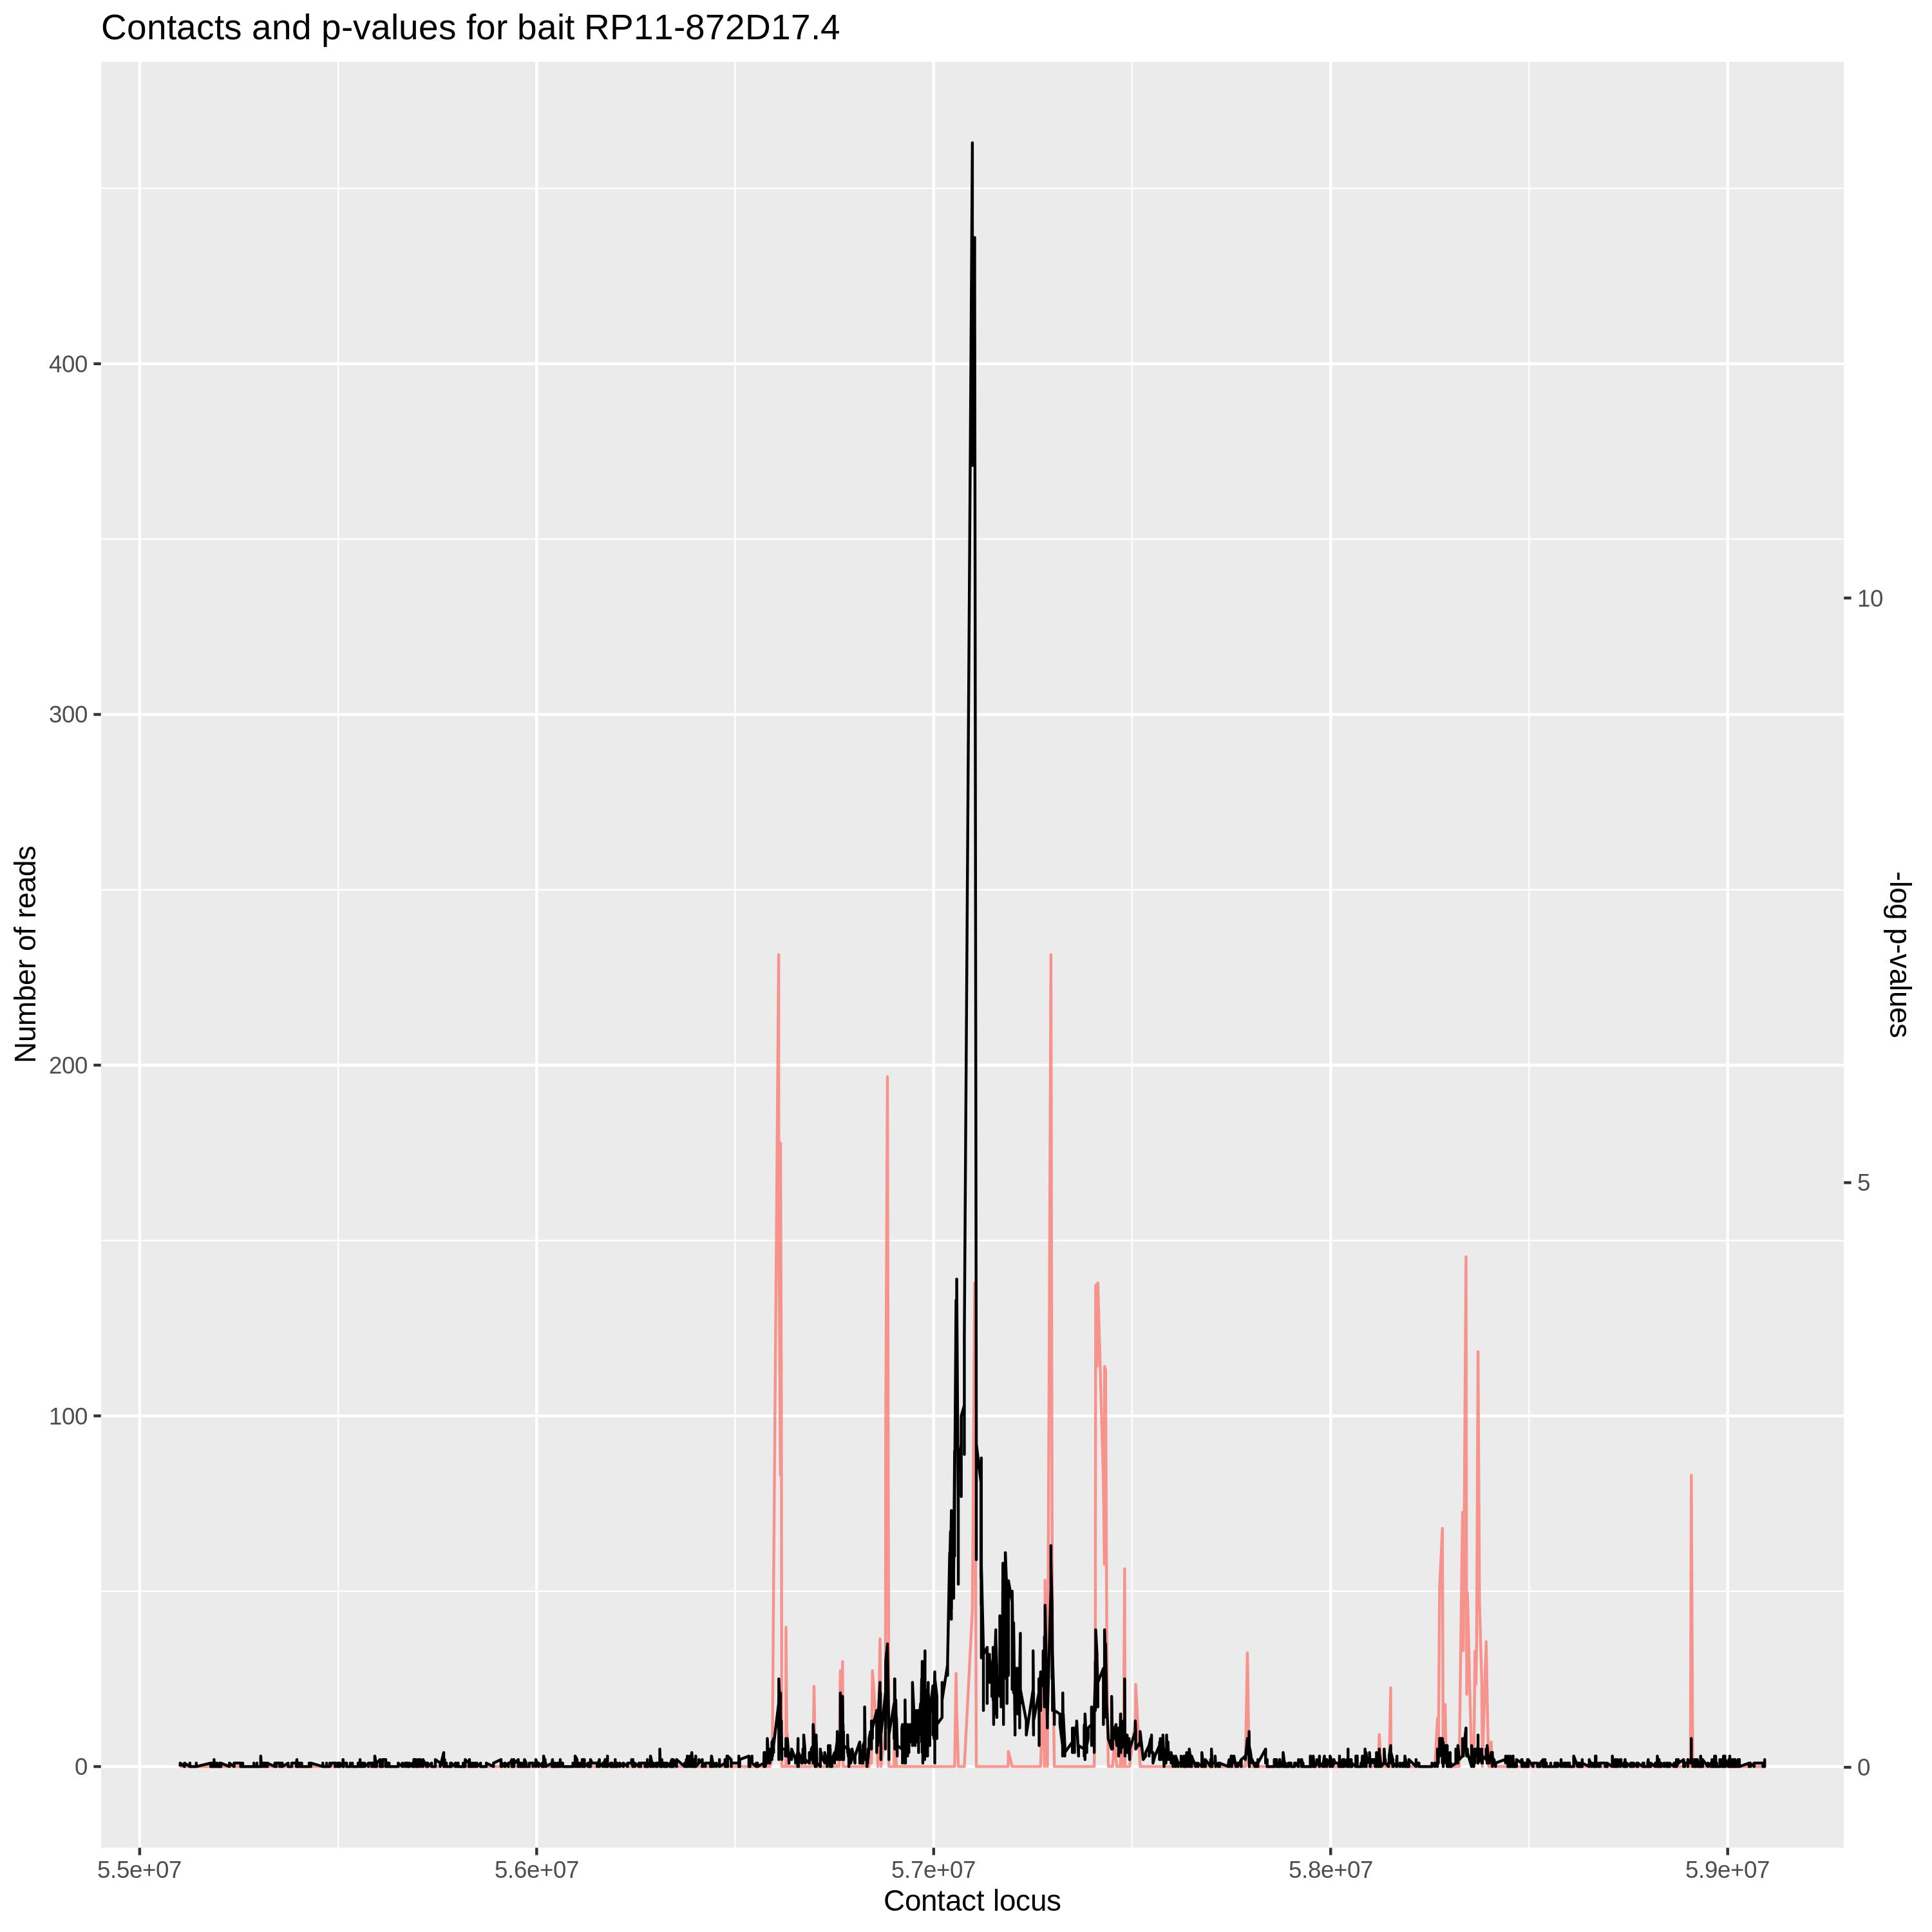 Contacts and p-values for bait RP11-872D17.4
Number of reads
400
300
200
100
0
10
5
0
-log p-values
5.5e+07
5.6e+07
5.7e+07
5.8e+07
5.9e+07
Contact locus